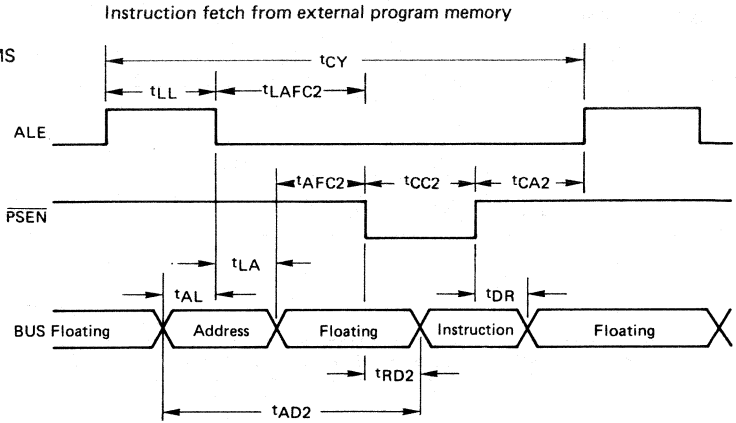 Instruction fetch from external program memory
MS
tCY
tLL
tLAFC2
ALE
tAFC2
tCC2
tCA2
PSEN
tLA
tAL
tDR
BUS Floating
Address
Floating
Instruction
Floating
tRD2
tAD2